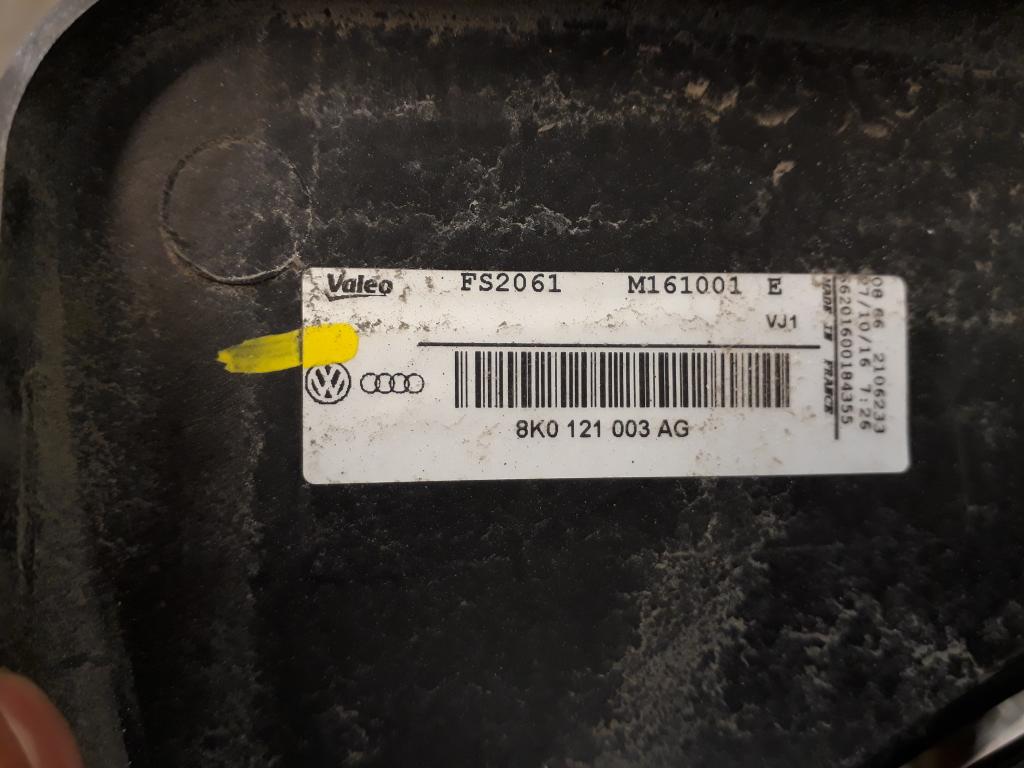 Valeo FS2061 M161001 E
VJ1
8K0 121 003 AG
08 66 2106233
/10/16 7:26
6201600184355
MADE IN FRANCE